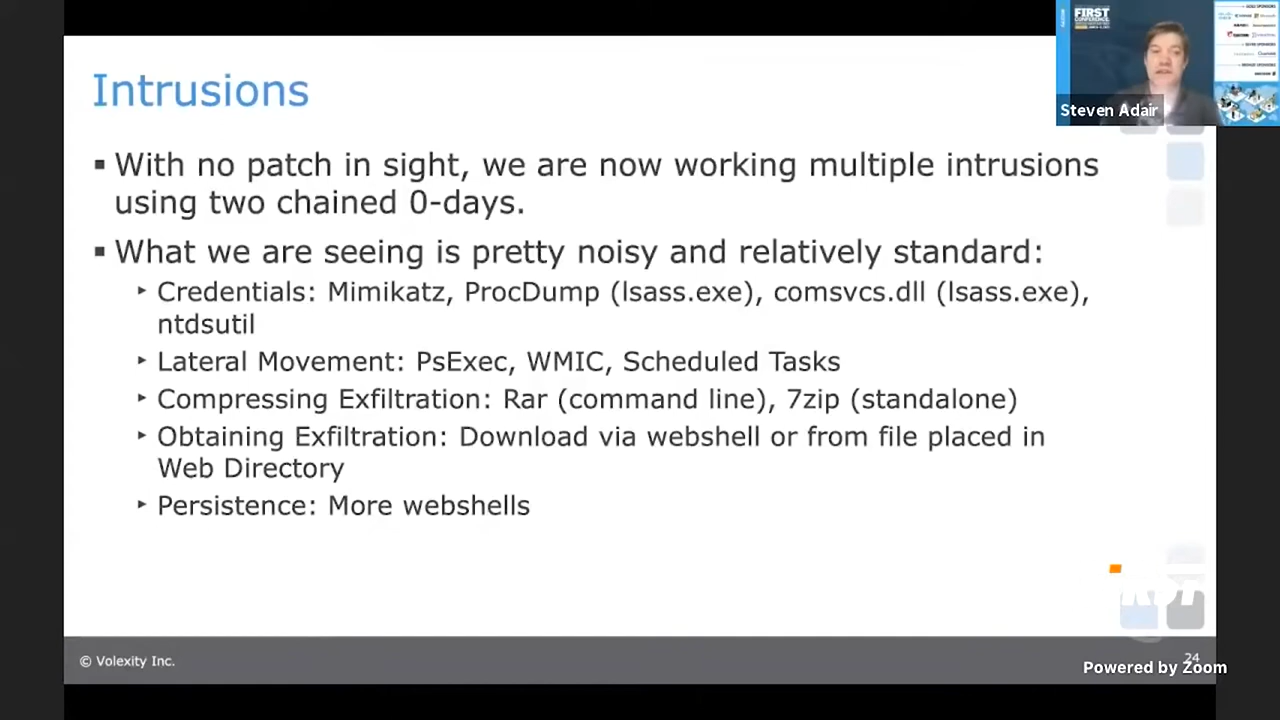 Intrusions
▪ With no patch in sight, we are now working multiple intrusions
using two chained 0-days.
▪ What we are seeing is pretty noisy and relatively standard:
‣ Credentials: Mimikatz, ProcDump (lsass.exe), comsvcs.dll (lsass.exe),
ntdsutil
‣ Lateral Movement: PsExec, WMIC, Scheduled Tasks
‣ Compressing Exfiltration: Rar (command line), 7zip (standalone)
‣ Obtaining Exfiltration: Download via webshell or from file placed in
Web Directory
‣ Persistence: More webshells
FIRST
CONFERENCE
Steven Adair
© Volexity Inc.
24
Powered by Zoom